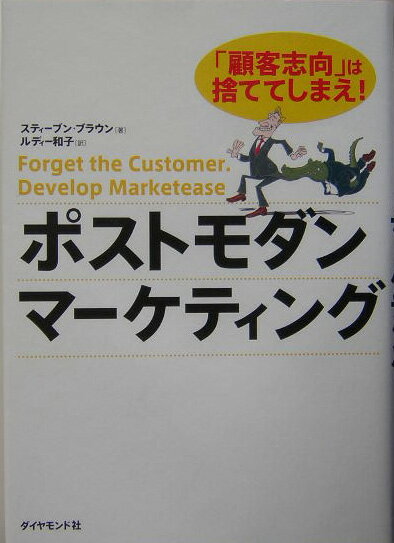 「顧客志向」は
捨ててしまえ!
スティーブン・ブラウン[著]
ルディー和子[訳]
Forget the Customer.
Develop Marketease
ポストモダン
マーケティング
ダイヤモンド社